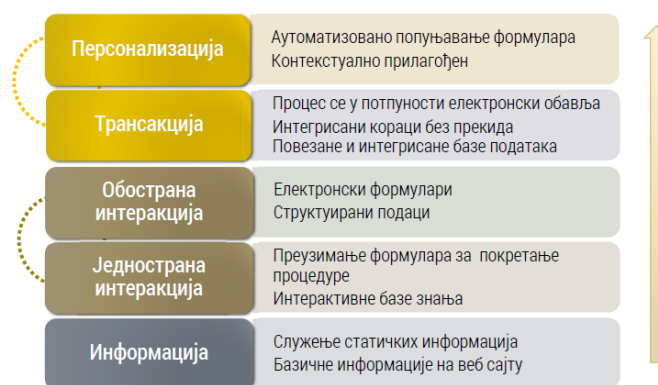 Персонализација
Аутоматизовано попуњавање формулара
Контекстуално прилагођен
Трансакција
Процес се у потпуности електронски обавља
Интегрисани кораци без прекида
Повезане и интегрисане базе података
Обострана
интеракција
Електронски формулари
Структуирани подаци
Једнострана
интеракција
Преузимање формулара за покретање
процедуре
Интерактивне базе знања
Информација
Служење статичких информација
Базичне информације на веб сајту